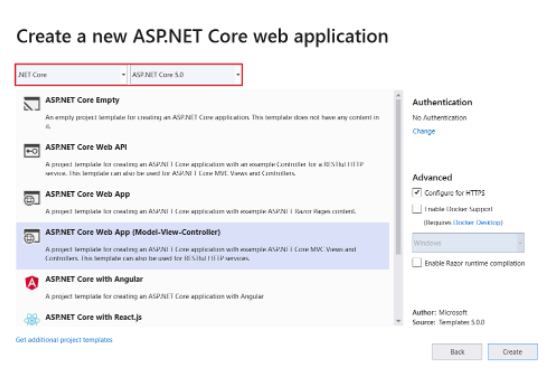 Create a new ASP.NET Core web application
.NET Core
ASP.NET Core 5.0
ASP.NET Core Empty
An empty project template for creating an ASP.NET Core application. This template does not have any content in
it.
ASP.NET Core Web API
A project template for creating an ASP.NET Core application with an example Controller for a RESTful HTTP
service. This template can also be used for ASP.NET Core MVC Views and Controllers.
ASP.NET Core Web App
A project template for creating an ASP.NET Core application with example ASP.NET Razor Pages content.
ASP.NET Core Web App (Model-View-Controller)
A project template for creating an ASP.NET Core application with example ASP.NET Core MVC Views and
Controllers. This template can also be used for RESTful HTTP services.
ASP.NET Core with Angular
A project template for creating an ASP.NET Core application with Angular
ASP.NET Core with React.js
Get additional project templates
Authentication
No Authentication
Change
Advanced
Configure for HTTPS
Enable Docker Support
(Requires Docker Desktop)
Windows
Enable Razor runtime compilation
Author: Microsoft
Source: Templates 5.0.0
Back
Create